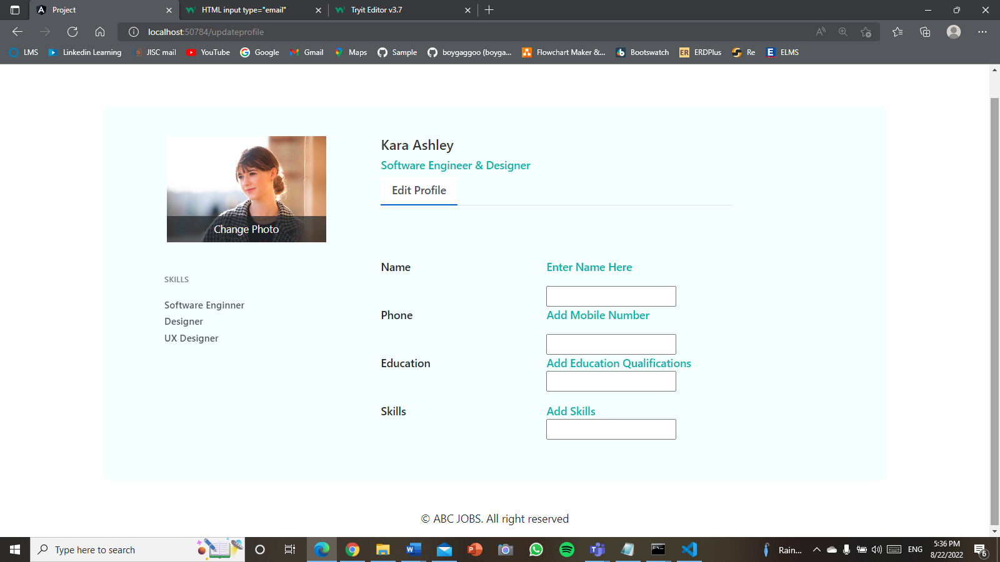 Project
HTML input type="email"
Tryit Editor v3.7
localhost:50784/updateprofile
LMS
Linkedin Learning
JISC mail
YouTube
Google
Gmail
Maps
Sample
boygaggoo (boyga...
Flowchart Maker &...
Bootswatch
ER
ERDPlus
Re
E
ELMS
Kara Ashley
Software Engineer & Designer
Edit Profile
Change Photo
SKILLS
Software Enginner
Designer
UX Designer
Name
Enter Name Here
Phone
Add Mobile Number
Education
Add Education Qualifications
Skills
Add Skills
© ABC JOBS. All right reserved
Type here to search
Rain...
ENG
5:36 PM
8/22/2022
6